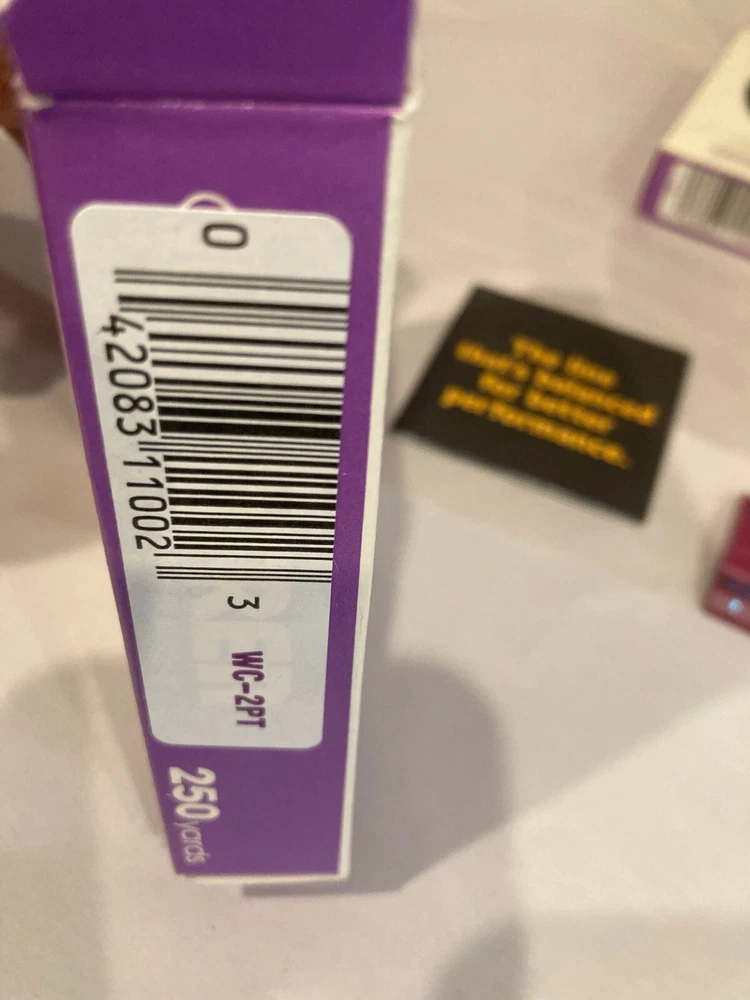 0
42083 11002
3
WC-2PT
250 yards
The line
that's balanced
for better
performance.